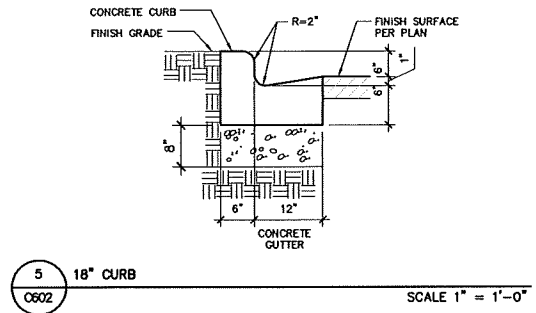 CONCRETE CURB
FINISH GRADE
R=2"
FINISH SURFACE
PER PLAN
1"
6"
6"
8"
6"
12"
CONCRETE
GUTTER
5
C602
18" CURB
SCALE 1" = 1'-0"